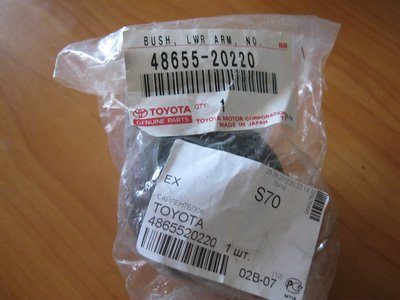 BUSH, LWR ARM, NO.
48655-20220
TOYOTA
GENUINE PARTS
QTY:
1
TOYOTA MOTOR CORPORATION
MADE IN JAPAN
EX
S70
САЙЛЕНТБЛОК
TOYOTA
4865520220
1 шт.
02B-07